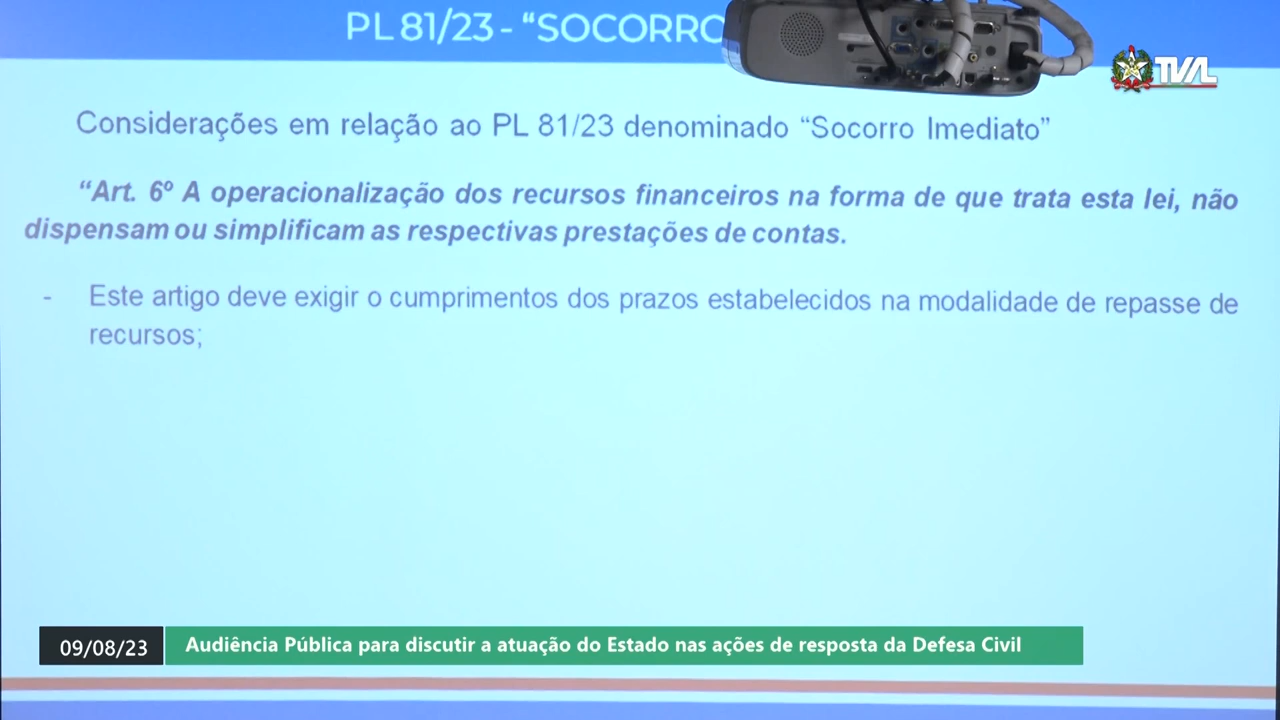 PL 81/23 - “SOCORRO
TVAL
Considerações em relação ao PL 81/23 denominado “Socorro Imediato”
“Art. 6º A operacionalização dos recursos financeiros na forma de que trata esta lei, não
dispensam ou simplificam as respectivas prestações de contas.
- Este artigo deve exigir o cumprimentos dos prazos estabelecidos na modalidade de repasse de
recursos;
09/08/23
Audiência Pública para discutir a atuação do Estado nas ações de resposta da Defesa Civil